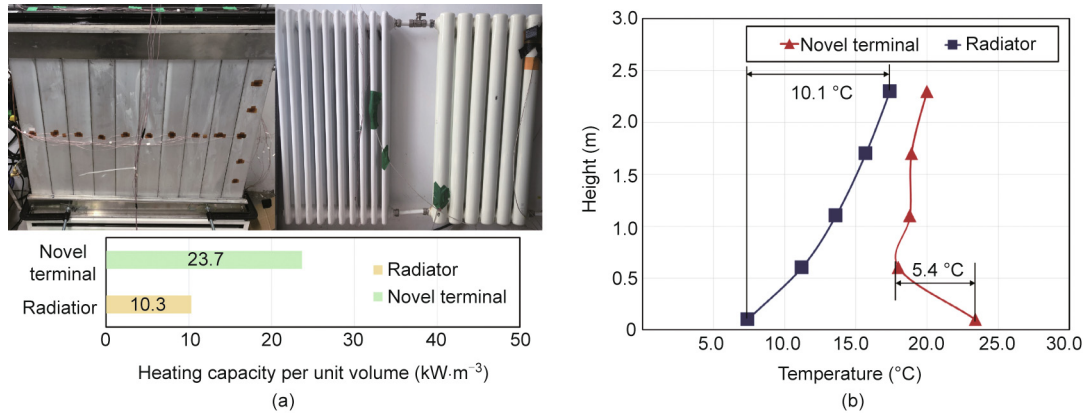 Novel
terminal
23.7
Radiatior
10.3
Radiator
Novel terminal
0
10
20
30
40
50
Heating capacity per unit volume (kW·m⁻³)
(a)
Novel terminal
Radiator
10.1 °C
5.4 °C
Height (m)
3.0
2.5
2.0
1.5
1.0
0.5
0
5.0
10.0
15.0
20.0
25.0
30.0
Temperature (°C)
(b)